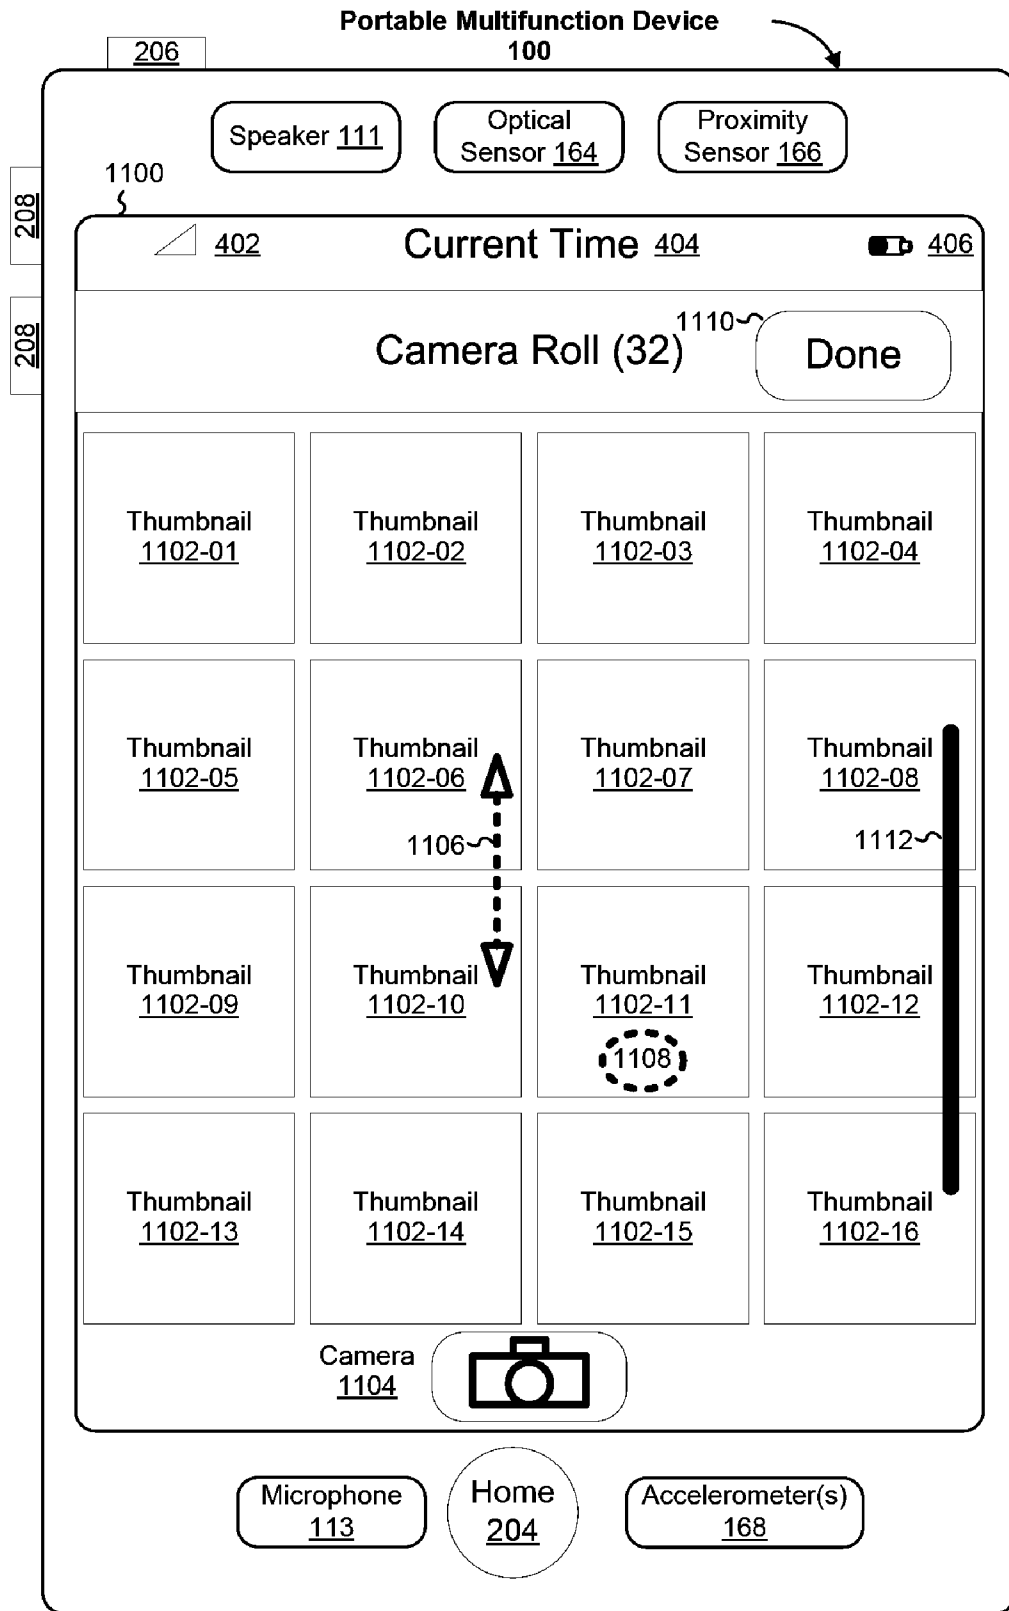 Portable Multifunction Device
100
206
Speaker 111
Optical
Sensor 164
Proximity
Sensor 166
1100
208
402
Current Time 404
406
208
Camera Roll (32)
1110
Done
Thumbnail
1102-01
Thumbnail
1102-02
Thumbnail
1102-03
Thumbnail
1102-04
Thumbnail
1102-05
Thumbnail
1102-06
Thumbnail
1102-07
Thumbnail
1102-08
1106
1112
Thumbnail
1102-09
Thumbnail
1102-10
Thumbnail
1102-11
1108
Thumbnail
1102-12
Thumbnail
1102-13
Thumbnail
1102-14
Thumbnail
1102-15
Thumbnail
1102-16
Camera
1104
Microphone
113
Home
204
Accelerometer(s)
168